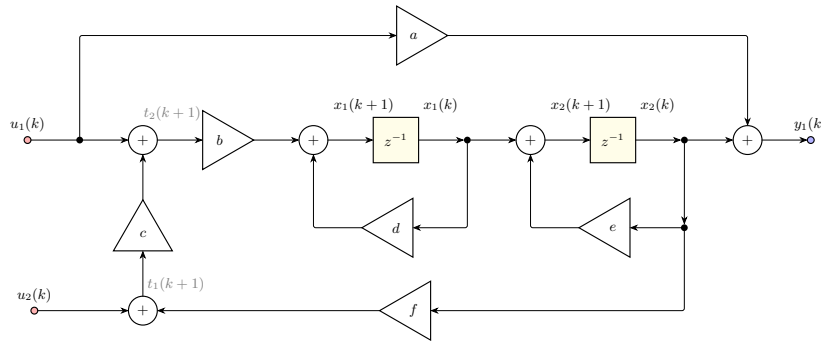 a
t₂(k+1)
x₁(k+1)
x₁(k)
x₂(k+1)
x₂(k)
u₁(k)
y₁(k
+
b
+
z⁻¹
+
z⁻¹
+
d
e
c
t₁(k+1)
u₂(k)
+
f